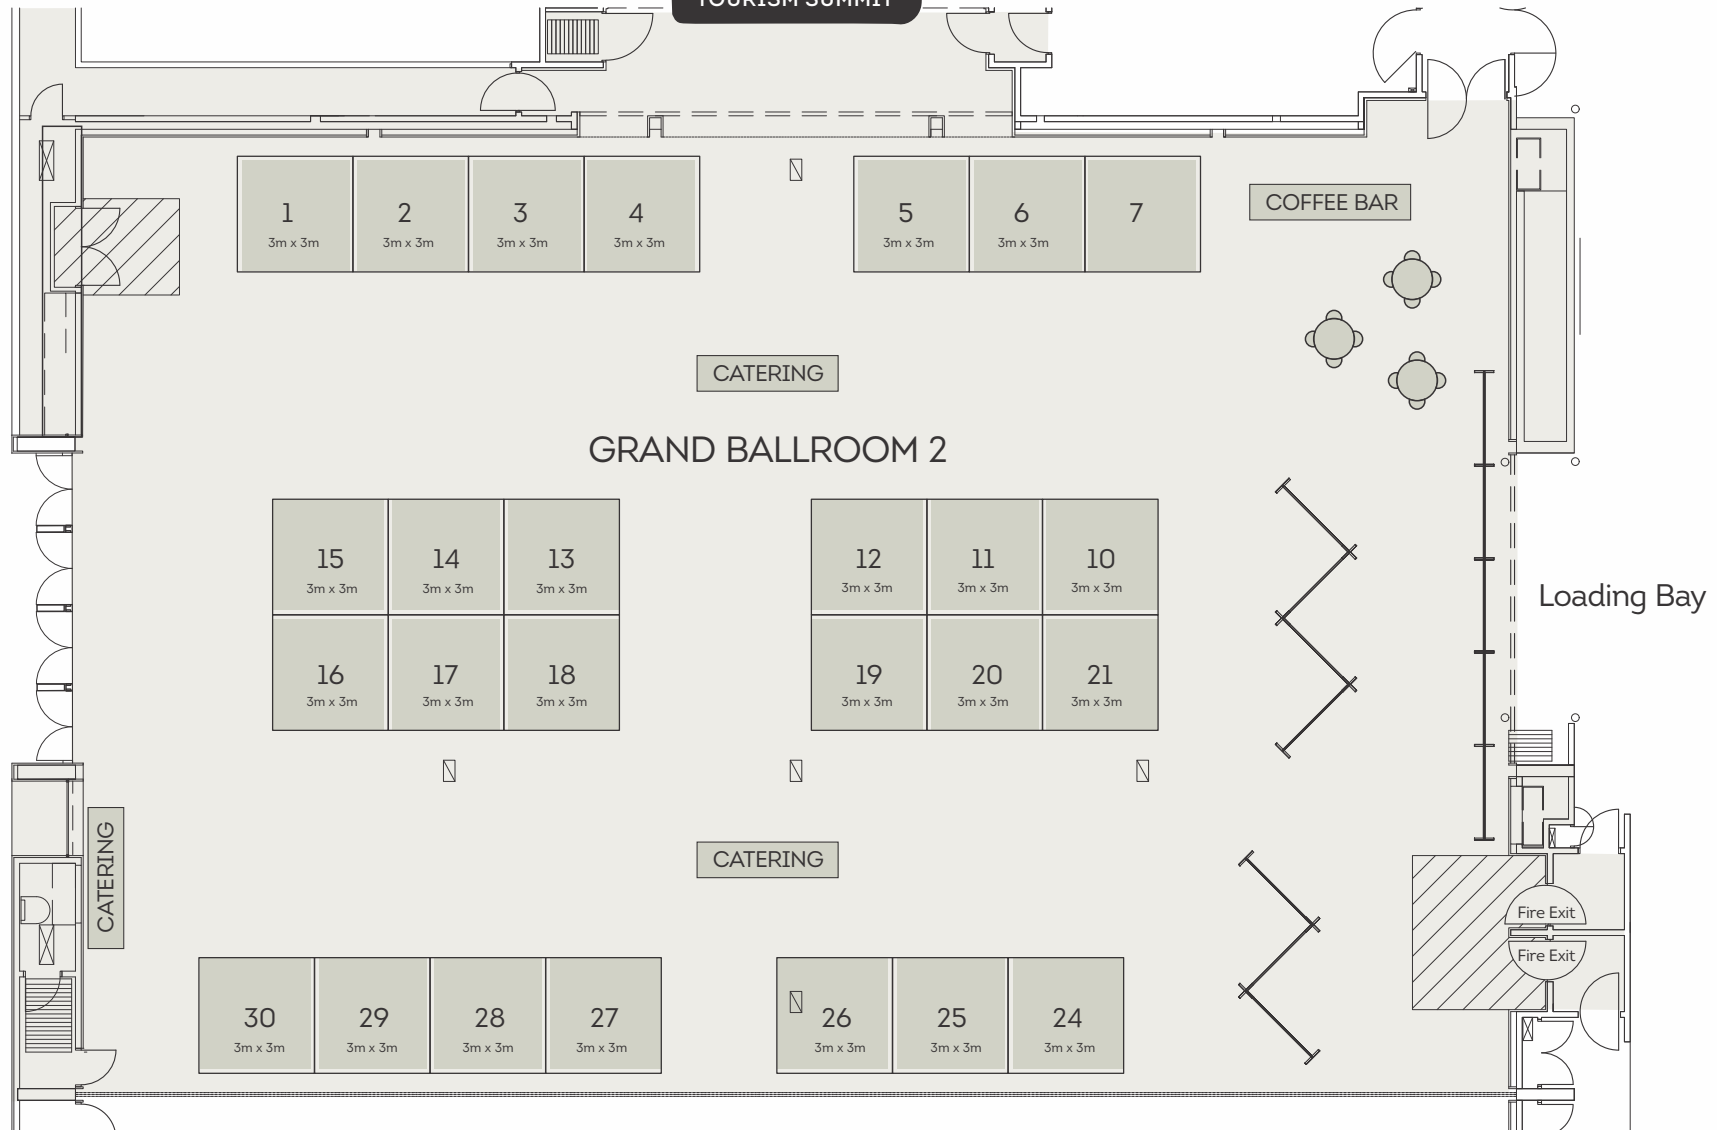 TOURISM SUMMIT
1
3m x 3m
2
3m x 3m
3
3m x 3m
4
3m x 3m
5
3m x 3m
6
3m x 3m
7
COFFEE BAR
CATERING
GRAND BALLROOM 2
15
3m x 3m
14
3m x 3m
13
3m x 3m
12
3m x 3m
11
3m x 3m
10
3m x 3m
Loading Bay
16
3m x 3m
17
3m x 3m
18
3m x 3m
19
3m x 3m
20
3m x 3m
21
3m x 3m
CATERING
CATERING
Fire Exit
Fire Exit
30
3m x 3m
29
3m x 3m
28
3m x 3m
27
3m x 3m
26
3m x 3m
25
3m x 3m
24
3m x 3m